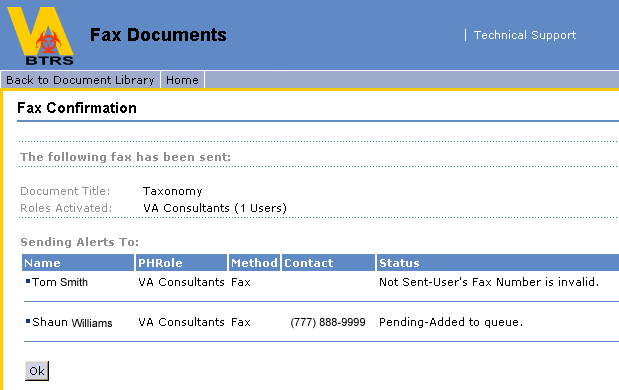 VA
BTRS
Fax Documents
| Technical Support
Back to Document Library | Home
Fax Confirmation
The following fax has been sent:
Document Title: Taxonomy
Roles Activated: VA Consultants (1 Users)
Sending Alerts To:
Name PHRole Method Contact Status
Tom Smith VA Consultants Fax Not Sent-User's Fax Number is invalid.
Shaun Williams VA Consultants Fax (777) 888-9999 Pending-Added to queue.
Ok